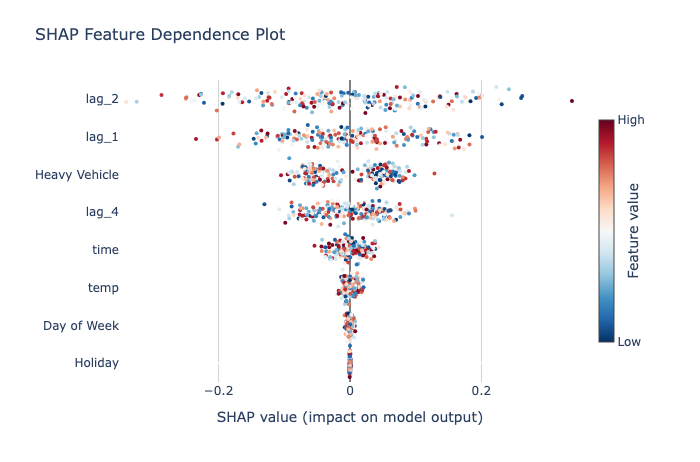 SHAP Feature Dependence Plot
lag_2
lag_1
Heavy Vehicle
lag_4
time
temp
Day of Week
Holiday
−0.2
0
0.2
SHAP value (impact on model output)
High
Feature value
Low